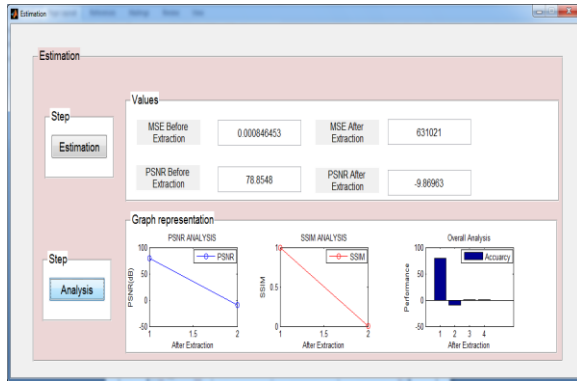 Estimation
Estimation
Step
Estimation
Values
MSE Before
Extraction
0.000846453
MSE After
Extraction
631021
PSNR Before
Extraction
78.8548
PSNR After
Extraction
-9.86963
Step
Analysis
Graph representation
PSNR ANALYSIS
PSNR
PSNR(dB)
100
50
0
-50
1
1.5
2
After Extraction
SSIM ANALYSIS
SSIM
SSIM
1
0.5
0
1
1.5
2
After Extraction
Overall Analysis
Accuarcy
Performance
100
50
0
-50
1 2 3 4
After Extraction